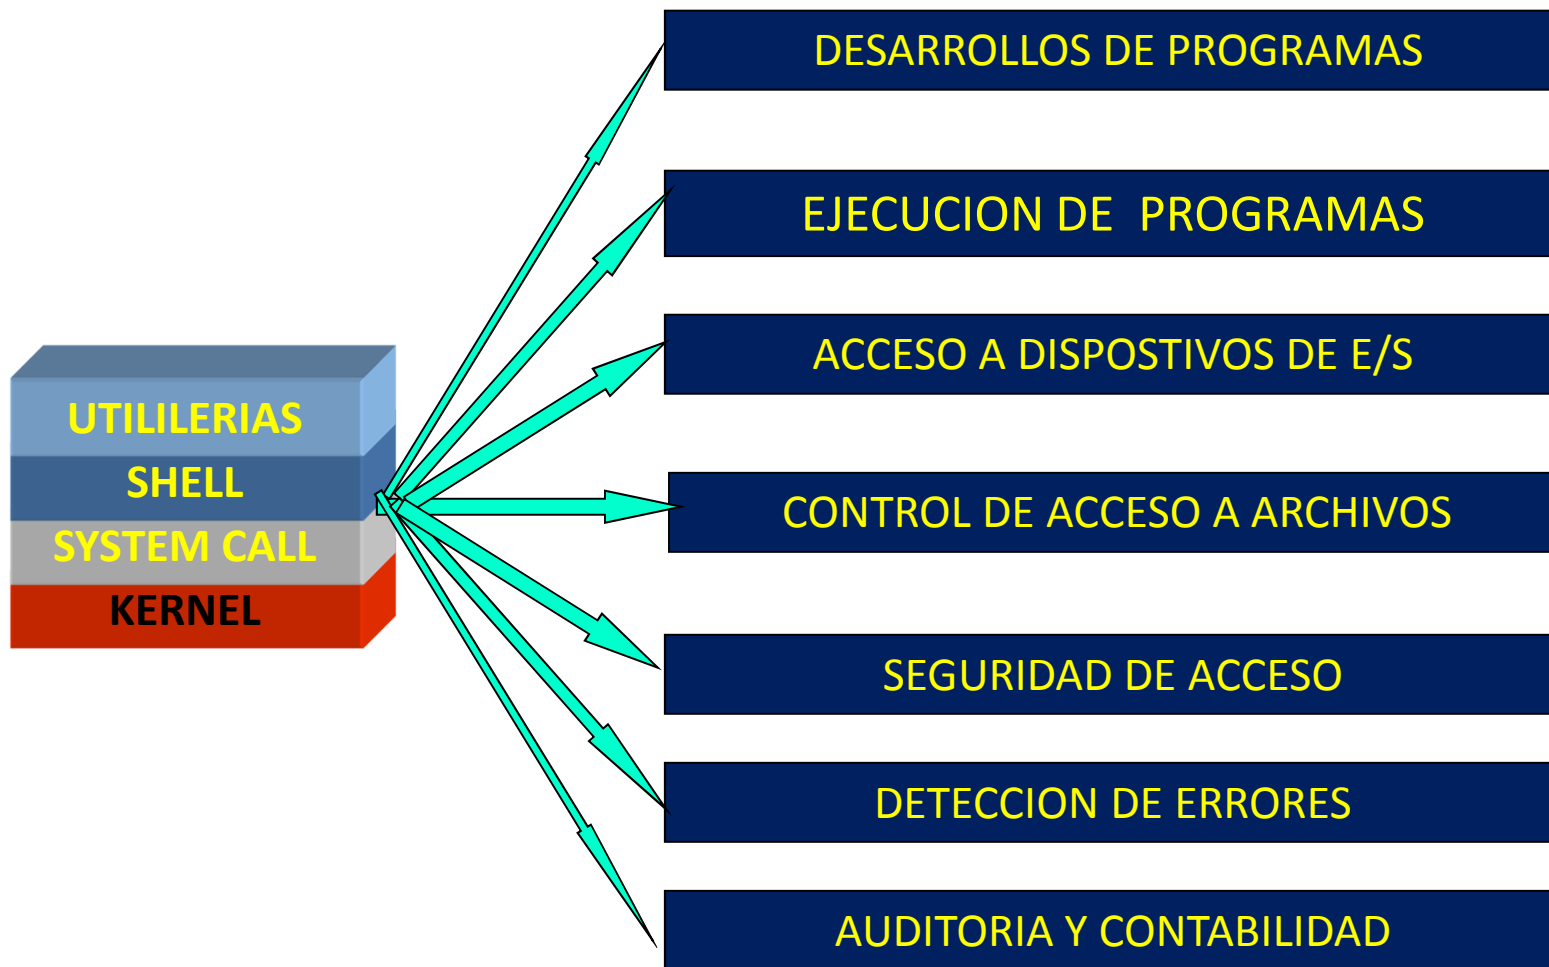 DESARROLLOS DE PROGRAMAS
EJECUCION DE PROGRAMAS
ACCESO A DISPOSTIVOS DE E/S
UTILILERIAS
SHELL
SYSTEM CALL
KERNEL
CONTROL DE ACCESO A ARCHIVOS
SEGURIDAD DE ACCESO
DETECCION DE ERRORES
AUDITORIA Y CONTABILIDAD